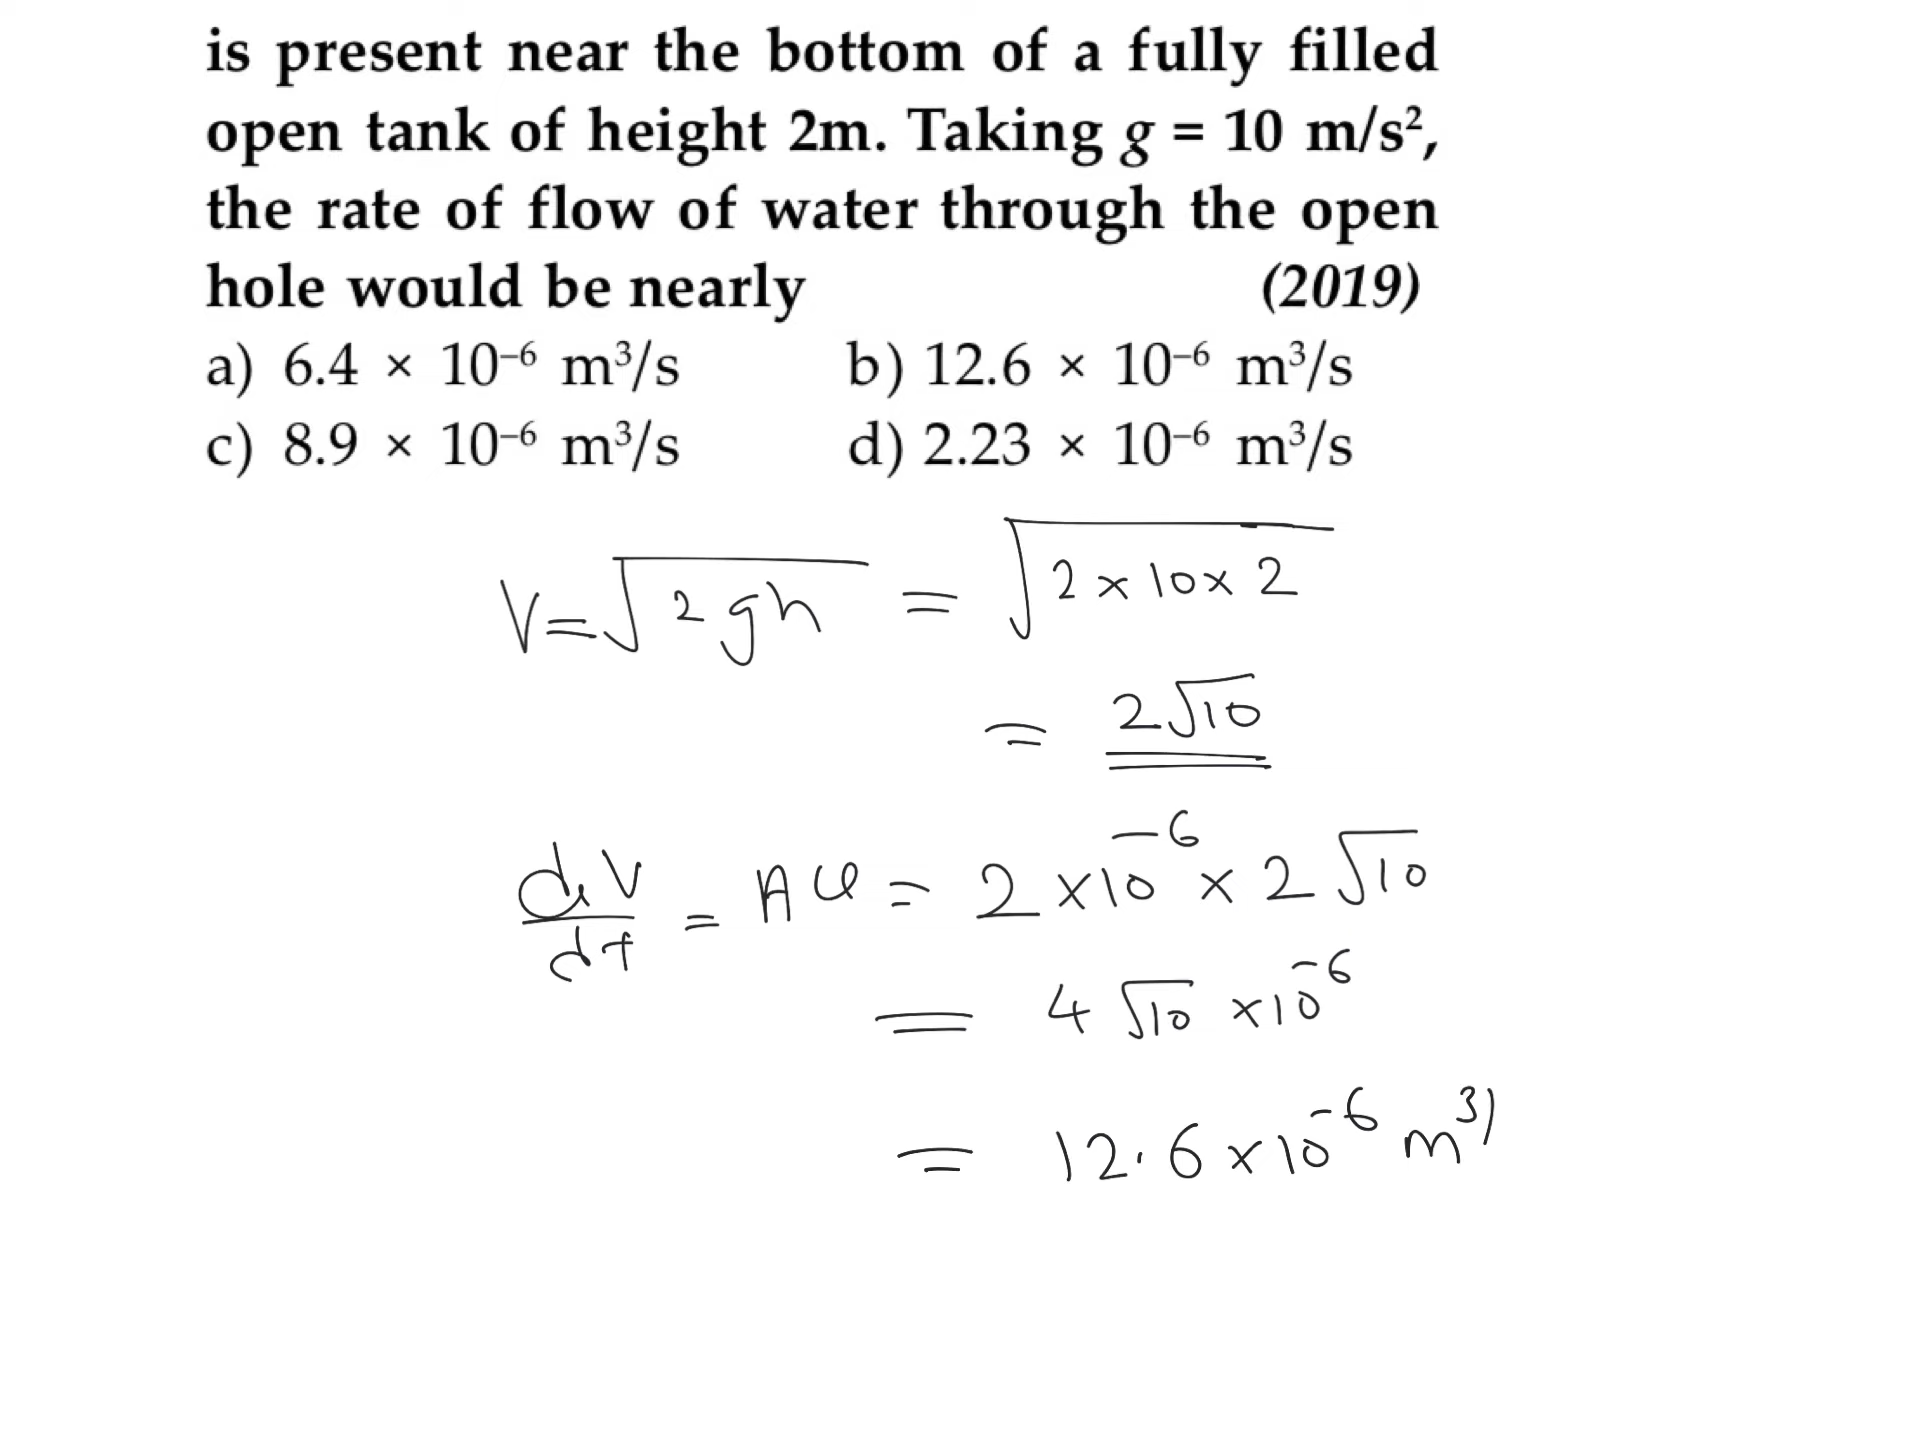 is present near the bottom of a fully filled
open tank of height 2m. Taking g = 10 m/s²,
the rate of flow of water through the open
hole would be nearly (2019)
a) 6.4 × 10⁻⁶ m³/s b) 12.6 × 10⁻⁶ m³/s
c) 8.9 × 10⁻⁶ m³/s d) 2.23 × 10⁻⁶ m³/s
V = √2gh = √2 × 10 × 2
= 2√10
dV/dt = Av = 2 × 10⁻⁶ × 2√10
= 4√10 × 10⁻⁶
= 12.6 × 10⁻⁶ m³/